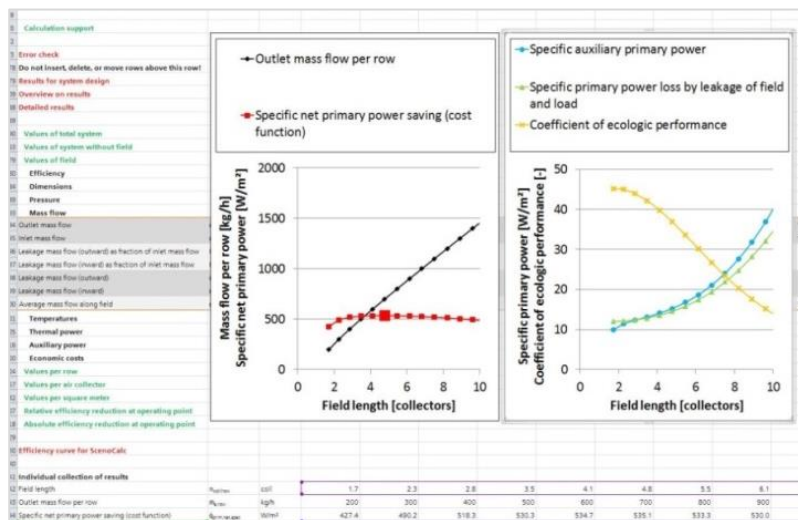 Calculation support
Error check
Do not insert, delete, or move rows above this row!
Results for system design
Overview on results
Detailed results
Values of total system
Values of system without field
Values of field
Efficiency
Dimensions
Pressure
Mass flow
Outlet mass flow
Inlet mass flow
Leakage mass flow (outward) as fraction of inlet mass flow
Leakage mass flow (inward) as fraction of inlet mass flow
Leakage mass flow (outward)
Leakage mass flow (inward)
Average mass flow along field
Temperatures
Thermal power
Auxiliary power
Economic costs
Values per row
Values per air collector
Values per square meter
Relative efficiency reduction at operating point
Absolute efficiency reduction at operating point
Efficiency curve for ScenoCalc
Individual collection of results
Outlet mass flow per row
Specific net primary power saving (cost
function)
Mass flow per row [kg/h]
Specific net primary power [W/m²]
2000
1500
1000
500
0
0 2 4 6 8 10
Field length [collectors]
Specific auxiliary primary power
Specific primary power loss by leakage of field
and load
Coefficient of ecologic performance
Specific primary power [W/m²]
Coefficient of ecologic performance [-]
50
40
30
20
10
0
0 2 4 6 8 10
Field length [collectors]
Field length coll 1.7 2.3 2.8 3.5 4.1 4.8 5.5 6.1
Outlet mass flow per row kg/h 200 300 400 500 600 700 800 900
Specific net primary power saving (cost function) W/m² 427.4 490.2 518.3 530.3 534.7 535.1 533.3 530.0